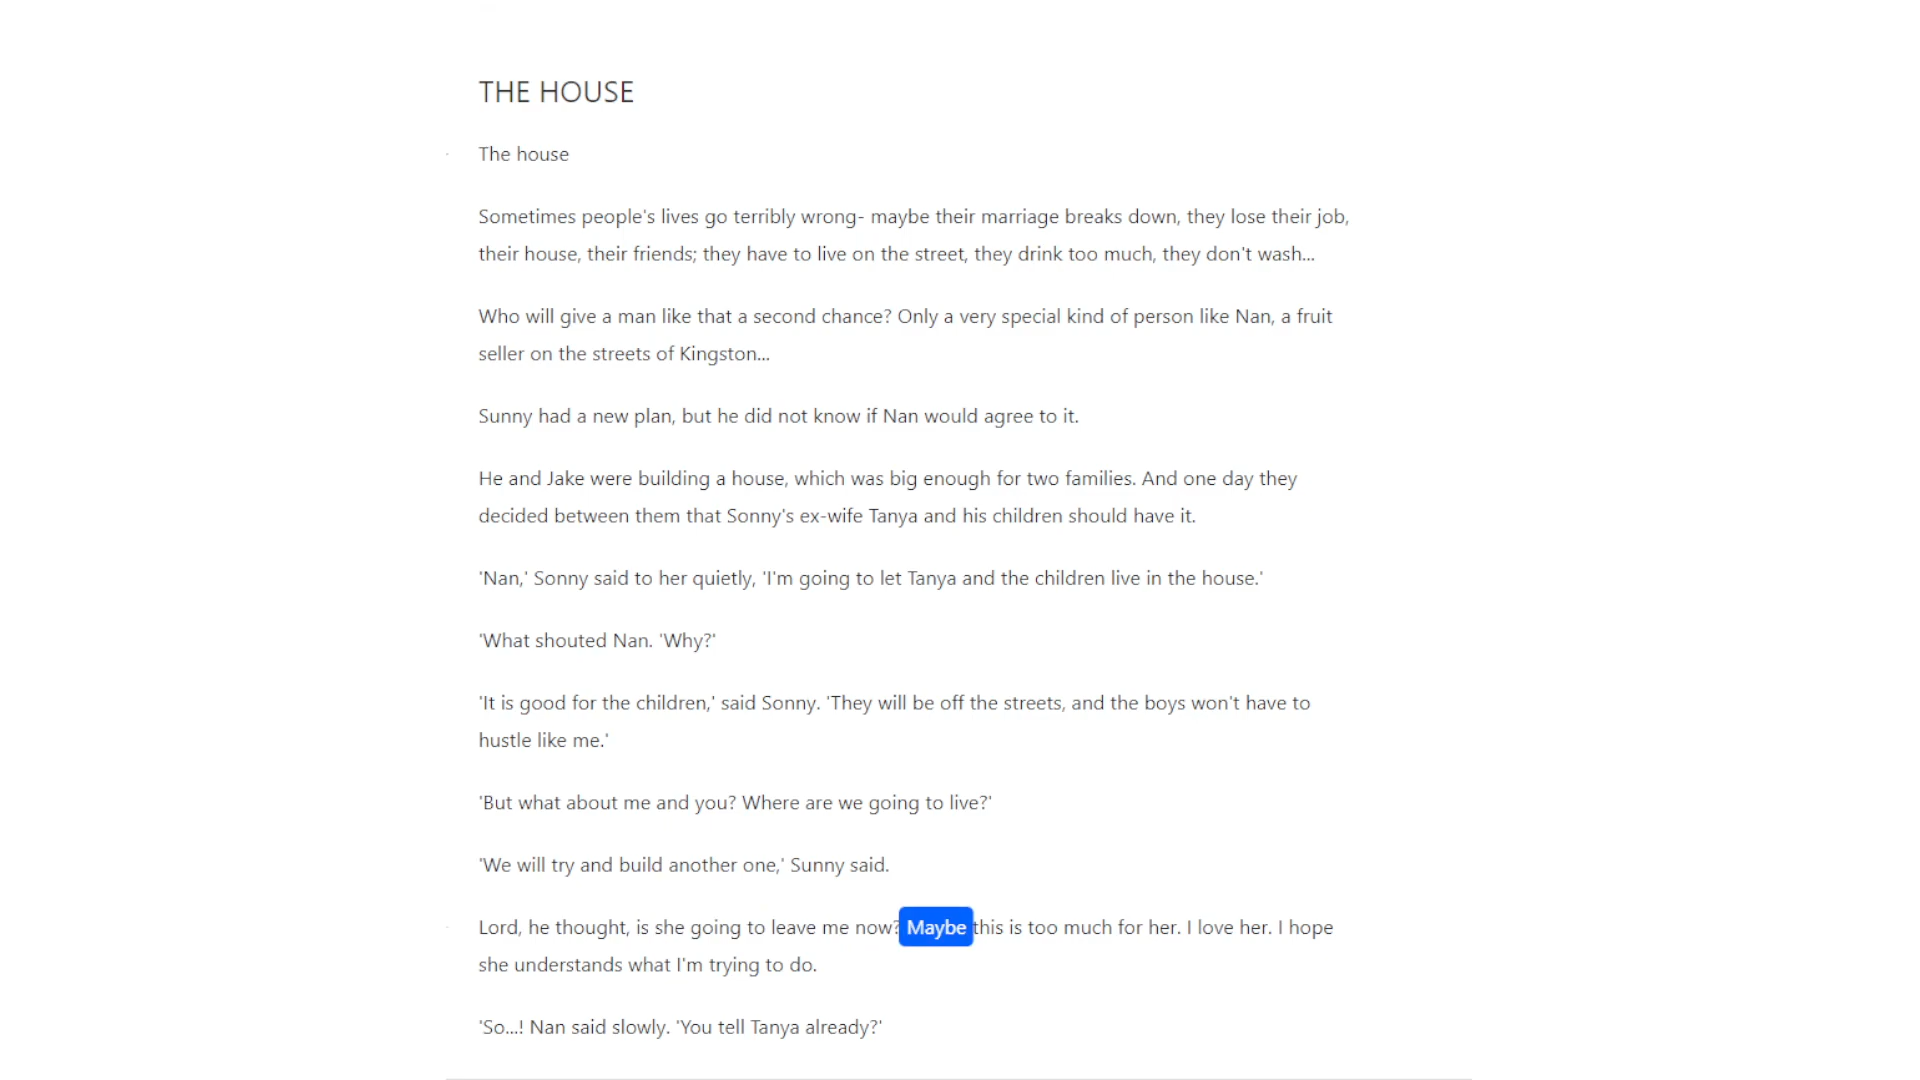 THE HOUSE
The house
Sometimes people's lives go terribly wrong- maybe their marriage breaks down, they lose their job,
their house, their friends; they have to live on the street, they drink too much, they don't wash...
Who will give a man like that a second chance? Only a very special kind of person like Nan, a fruit
seller on the streets of Kingston...
Sunny had a new plan, but he did not know if Nan would agree to it.
He and Jake were building a house, which was big enough for two families. And one day they
decided between them that Sonny's ex-wife Tanya and his children should have it.
'Nan,' Sonny said to her quietly, 'I'm going to let Tanya and the children live in the house.'
'What shouted Nan. 'Why?'
'It is good for the children,' said Sonny. 'They will be off the streets, and the boys won't have to
hustle like me.'
'But what about me and you? Where are we going to live?'
'We will try and build another one,' Sunny said.
Lord, he thought, is she going to leave me now? Maybe this is too much for her. I love her. I hope
she understands what I'm trying to do.
'So...! Nan said slowly. 'You tell Tanya already?'